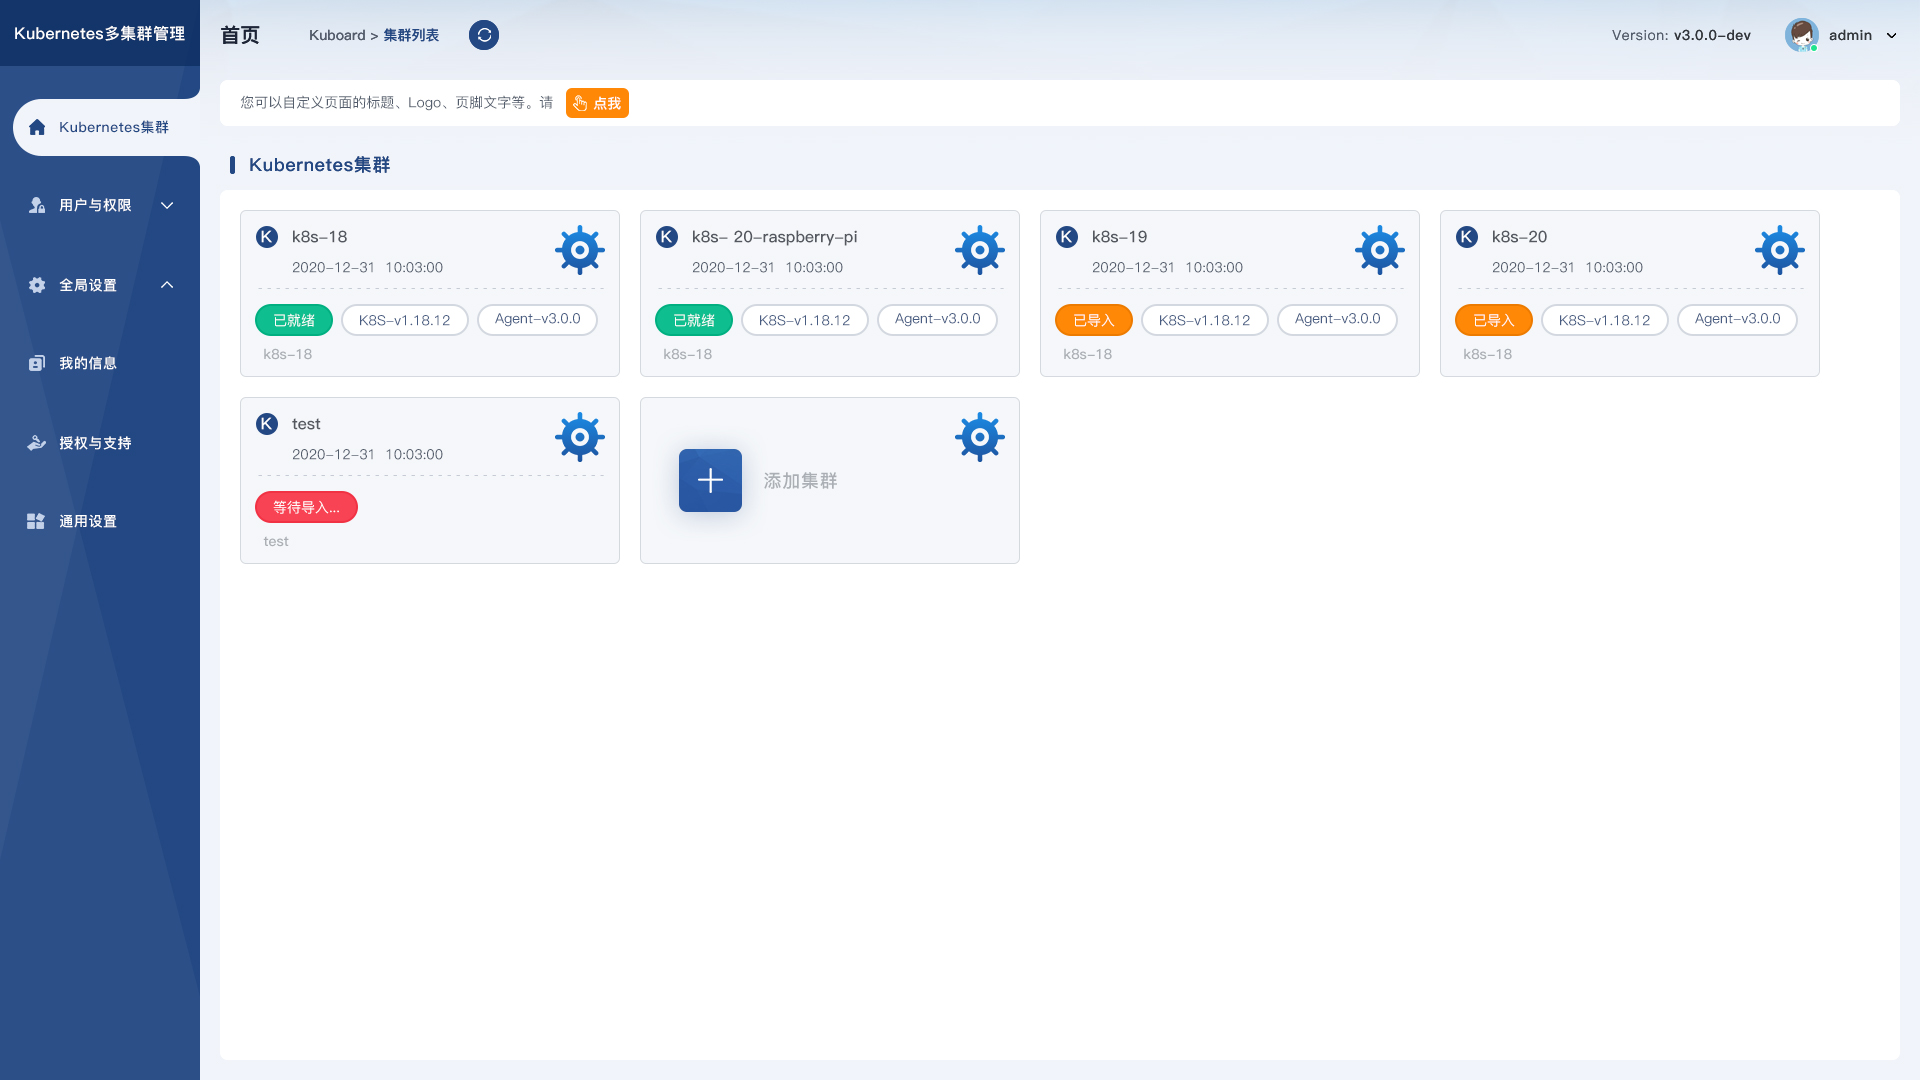 Kubernetes多集群管理
首页
Kuboard > 集群列表
Version: v3.0.0-dev
admin
Kubernetes集群
用户与权限
全局设置
我的信息
授权与支持
通用设置
您可以自定义页面的标题、Logo、页脚文字等。请 点我
Kubernetes集群
K k8s-18
2020-12-31 10:03:00
已就绪 K8S-v1.18.12 Agent-v3.0.0
k8s-18
K k8s- 20-raspberry-pi
2020-12-31 10:03:00
已就绪 K8S-v1.18.12 Agent-v3.0.0
k8s-18
K k8s-19
2020-12-31 10:03:00
已导入 K8S-v1.18.12 Agent-v3.0.0
k8s-18
K k8s-20
2020-12-31 10:03:00
已导入 K8S-v1.18.12 Agent-v3.0.0
k8s-18
K test
2020-12-31 10:03:00
等待导入...
test
添加集群